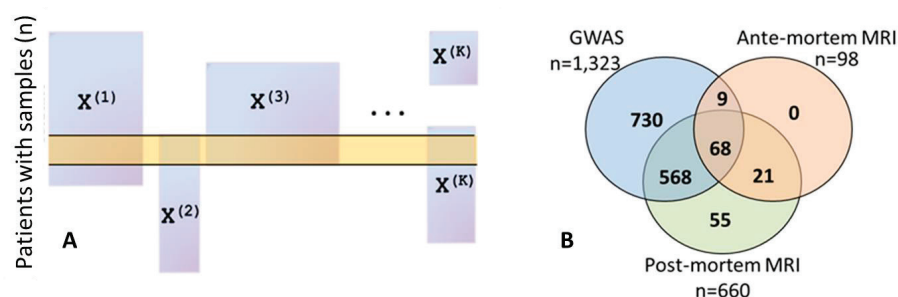 Patients with samples (n)
X(1)
X(2)
X(3)
...
X(K)
X(K)
A
GWAS
n=1,323
Ante-mortem MRI
n=98
730
9
0
68
568
21
55
B
Post-mortem MRI
n=660